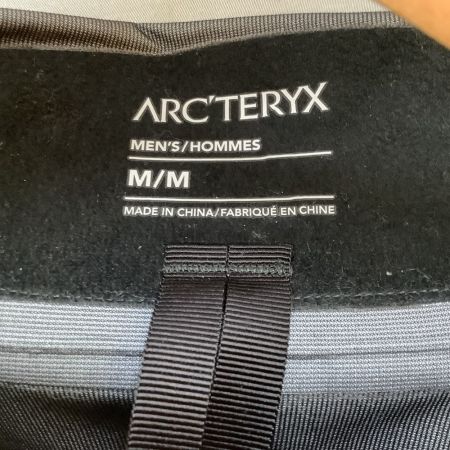 ARC'TERYX
MEN'S/HOMMES
M/M
MADE IN CHINA/FABRIQUÉ EN CHINE